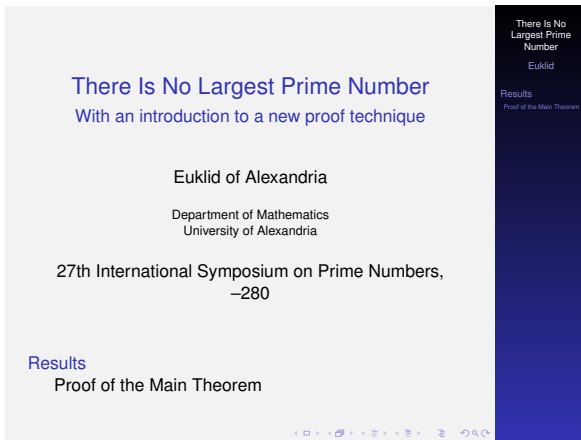 There Is No Largest Prime Number
With an introduction to a new proof technique
Euklid of Alexandria
Department of Mathematics
University of Alexandria
27th International Symposium on Prime Numbers,
–280
Results
Proof of the Main Theorem
There Is No
Largest Prime
Number
Euklid
Results
Proof of the Main Theorem